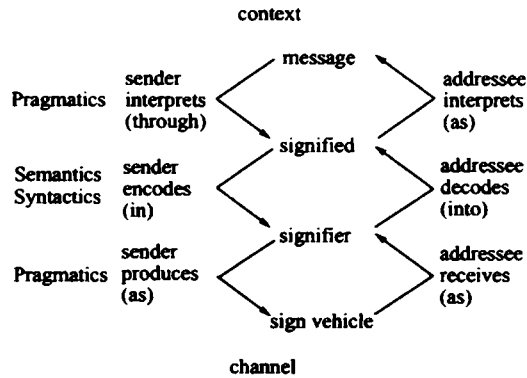 context
message
Pragmatics
sender
interprets
(through)
addressee
interprets
(as)
signified
Semantics
Syntactics
sender
encodes
(in)
addressee
decodes
(into)
signifier
Pragmatics
sender
produces
(as)
addressee
receives
(as)
sign vehicle
channel